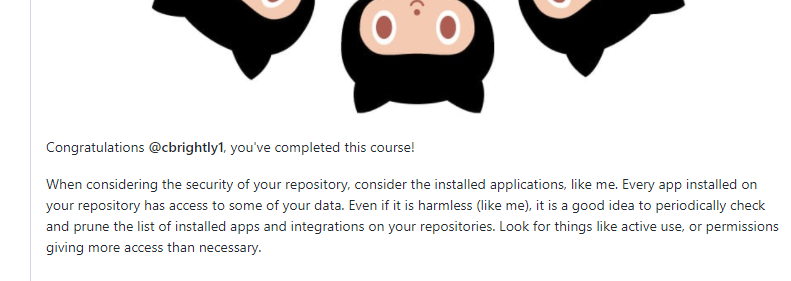 Congratulations @cbrightly1, you've completed this course!
When considering the security of your repository, consider the installed applications, like me. Every app installed on
your repository has access to some of your data. Even if it is harmless (like me), it is a good idea to periodically check
and prune the list of installed apps and integrations on your repositories. Look for things like active use, or permissions
giving more access than necessary.